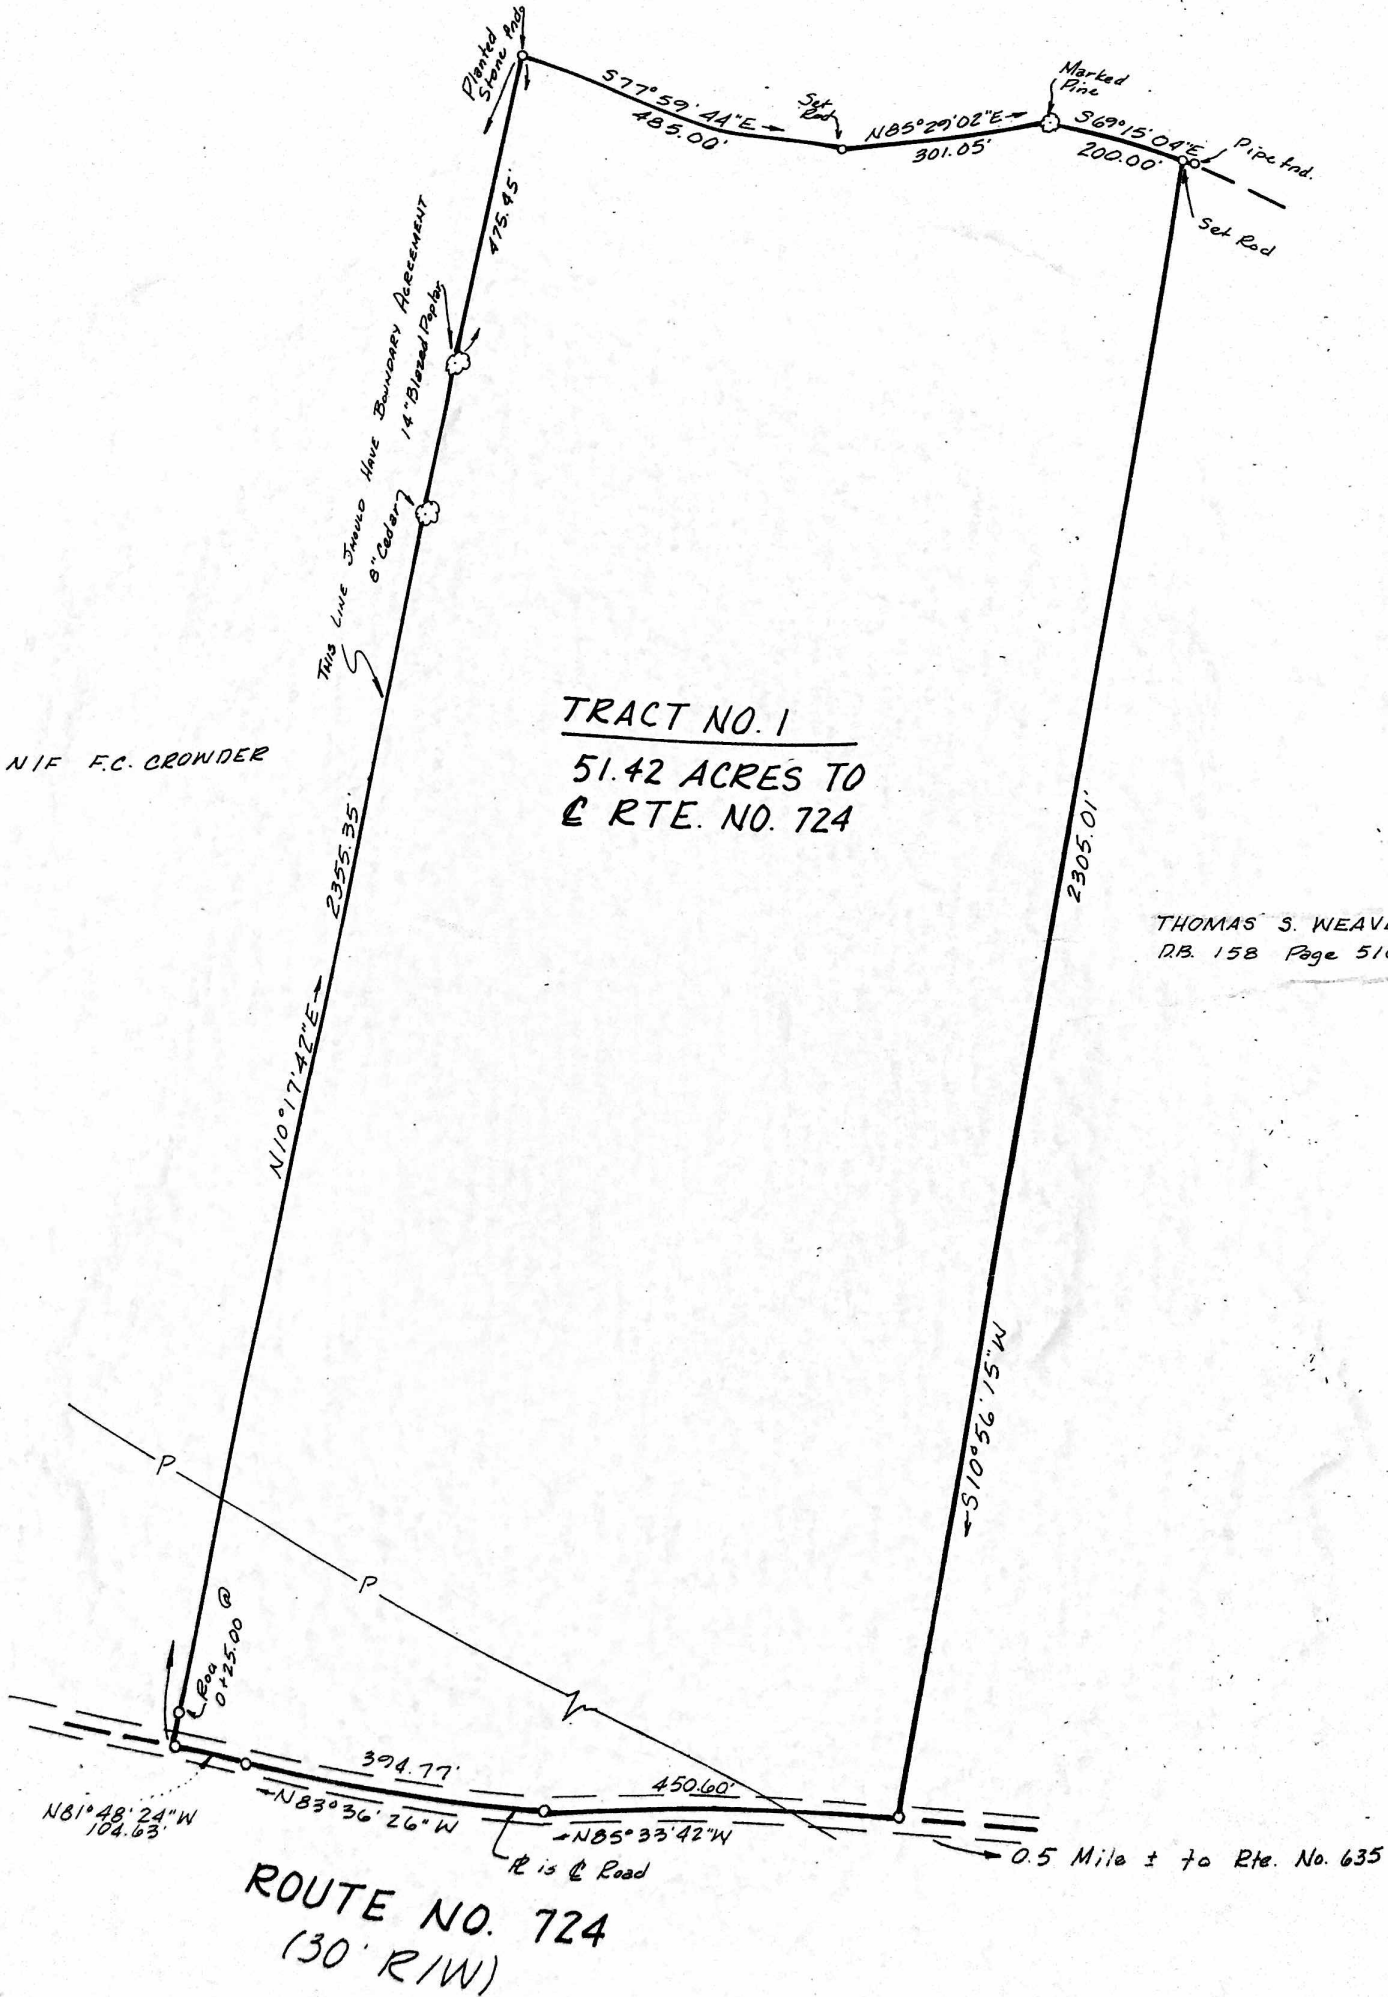 Planted
Stone Fnd.
S77°59'44"E
485.00'
Set
Rod
N85°29'02"E
301.05'
Marked
Pine
S69°15'04"E
200.00'
Pipe Fnd.
Set Rod
475.45'
THIS LINE SHOULD HAVE BOUNDARY AGREEMENT
14" Blazed Poplar
8" Cedar
TRACT NO. 1
51.42 ACRES TO
℄ RTE. NO. 724
N/F F.C. CROWDER
2355.35'
2305.01'
THOMAS S. WEAVE
D.B. 158 Page 51
N10°17'42"E
S10°56'15"W
P
P
Rod
@
0+25.00
394.77'
450.60'
N81°48'24"W
104.63'
N83°36'26"W
N85°33'42"W
℄ Road
is
0.5 Mile ± to Rte. No. 635
ROUTE NO. 724
(30' R/W)